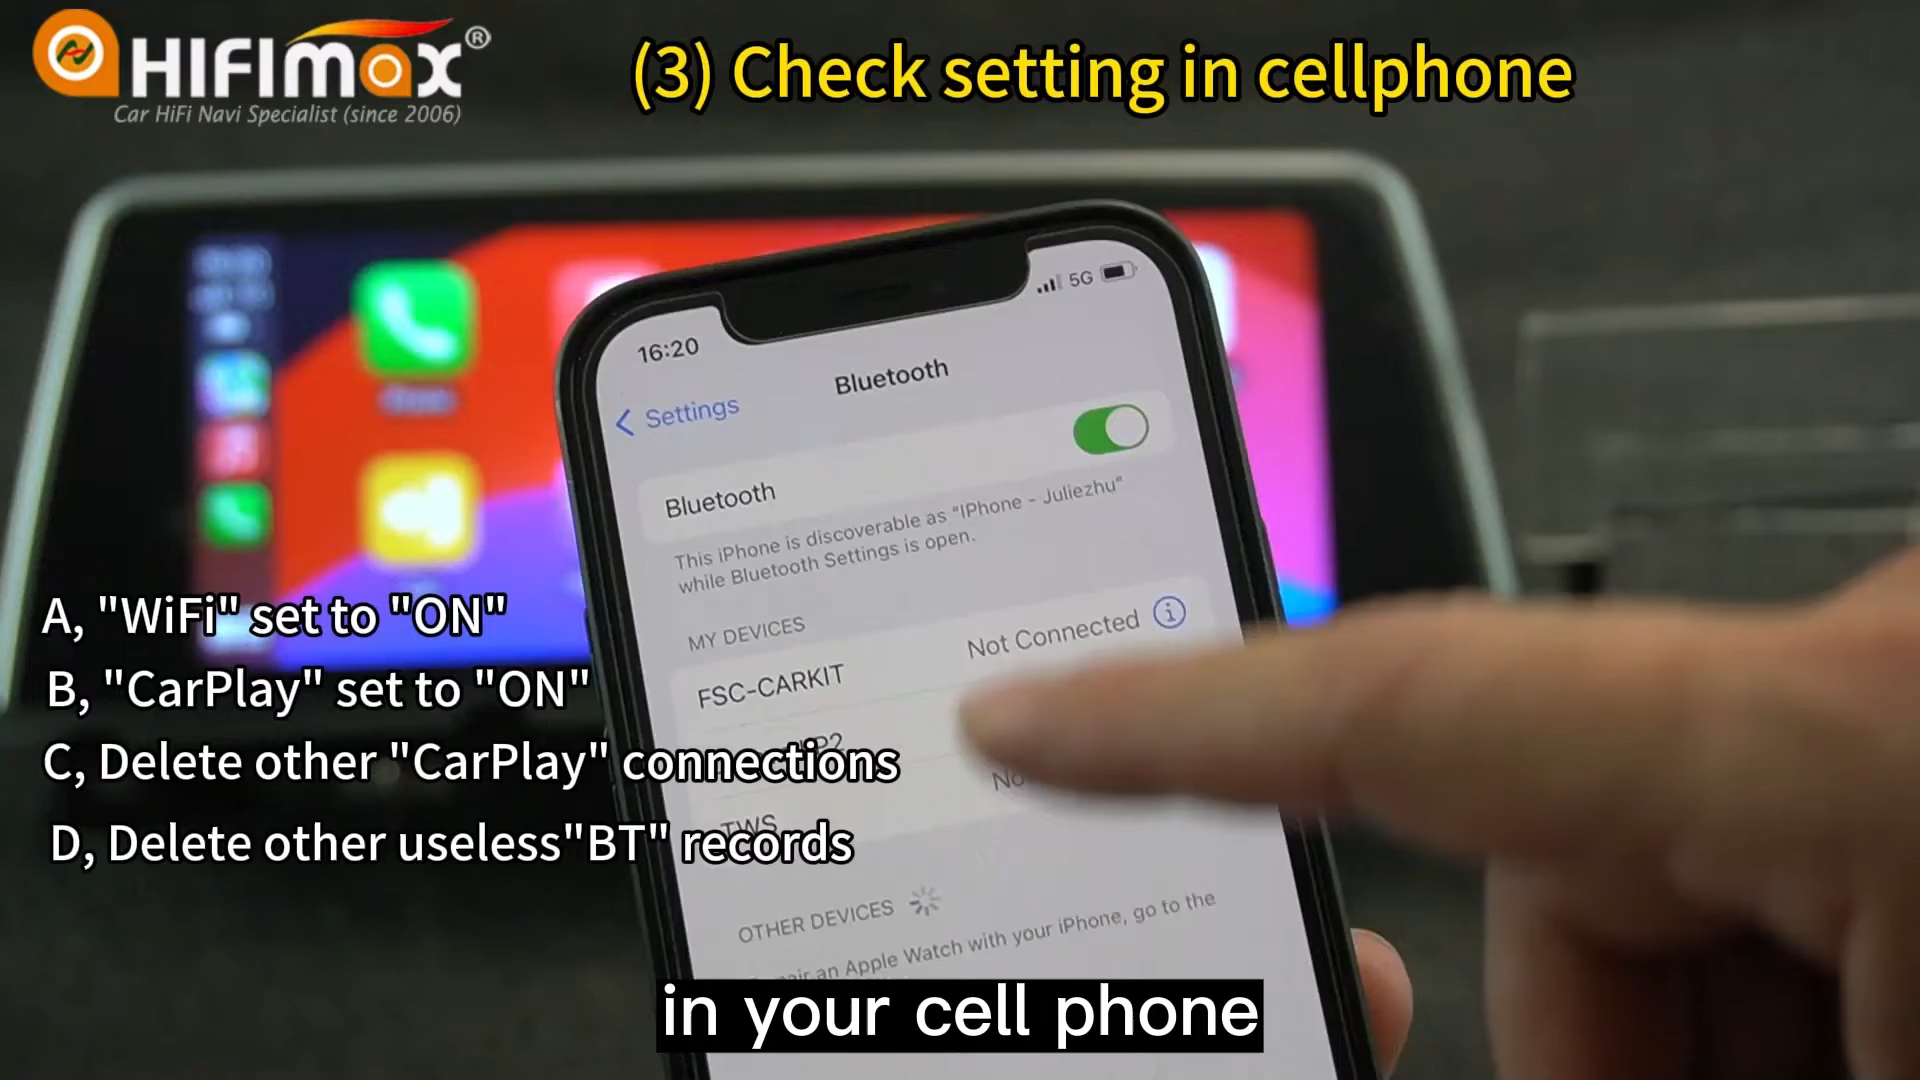 HIFIMAX®
Car HiFi Navi Specialist (since 2006)
(3) Check setting in cellphone
16:20
5G
Settings
Bluetooth
Bluetooth
This iPhone is discoverable as "IPhone - Juliezhu"
while Bluetooth Settings is open.
MY DEVICES
FSC-CARKIT
Not Connected
TWS
OTHER DEVICES
an Apple Watch with your iPhone, go to the
A, "WiFi" set to "ON"
B, "CarPlay" set to "ON"
C, Delete other "CarPlay" connections
D, Delete other useless"BT" records
in your cell phone